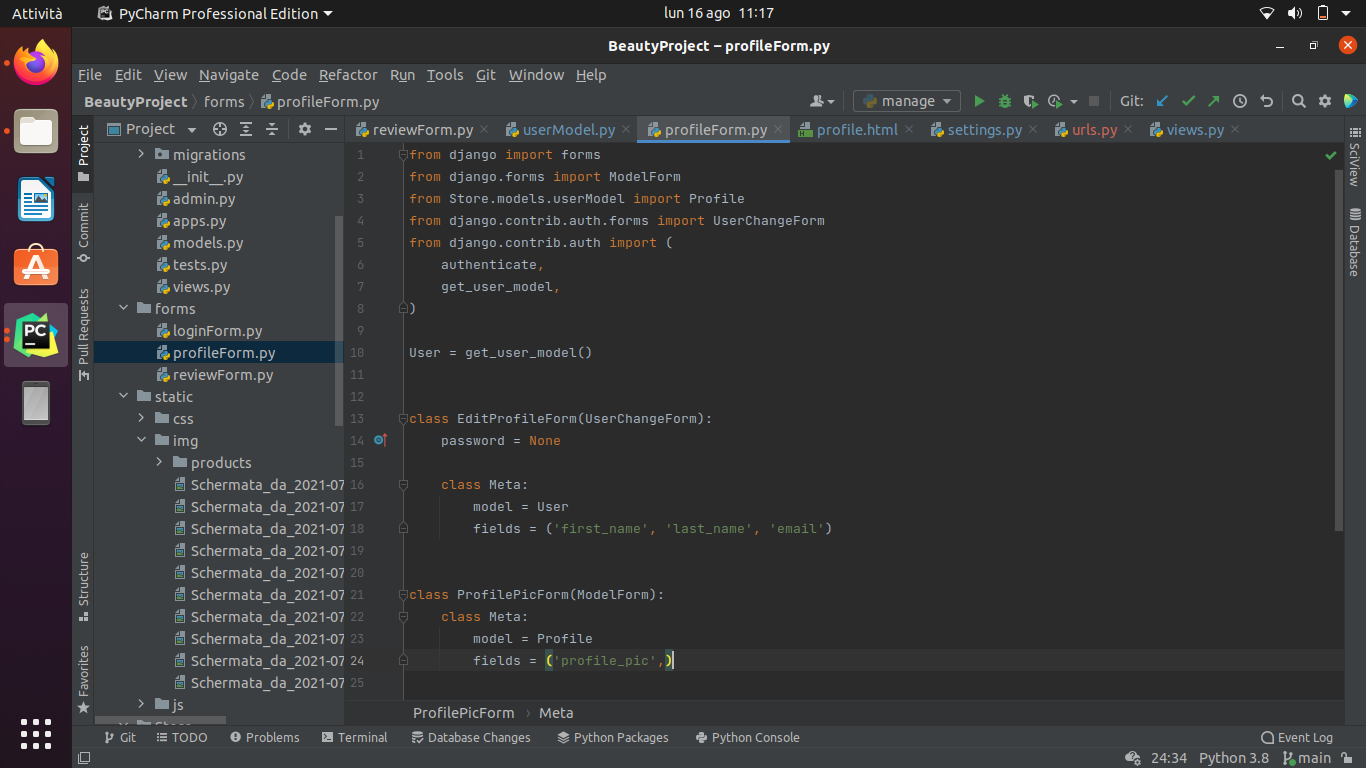 Attività
PyCharm Professional Edition
lun 16 ago 11:17
BeautyProject – profileForm.py
File Edit View Navigate Code Refactor Run Tools Git Window Help
BeautyProject forms profileForm.py
manage
Git:
Project
reviewForm.py userModel.py profileForm.py profile.html settings.py urls.py views.py
Project
Commit
Pull Requests
Structure
Favorites
migrations
__init__.py
admin.py
apps.py
models.py
tests.py
views.py
forms
loginForm.py
profileForm.py
reviewForm.py
static
css
img
products
Schermata_da_2021-07
Schermata_da_2021-07
Schermata_da_2021-07
Schermata_da_2021-07
Schermata_da_2021-07
Schermata_da_2021-07
Schermata_da_2021-07
Schermata_da_2021-07
Schermata_da_2021-07
Schermata_da_2021-07
js
1 from django import forms
2 from django.forms import ModelForm
3 from Store.models.userModel import Profile
4 from django.contrib.auth.forms import UserChangeForm
5 from django.contrib.auth import (
6 authenticate,
7 get_user_model,
8 )
9
10 User = get_user_model()
11
12
13 class EditProfileForm(UserChangeForm):
14 password = None
15
16 class Meta:
17 model = User
18 fields = ('first_name', 'last_name', 'email')
19
20
21 class ProfilePicForm(ModelForm):
22 class Meta:
23 model = Profile
24 fields = ('profile_pic',)
25
ProfilePicForm Meta
SciView
Database
PC
Git TODO Problems Terminal Database Changes Python Packages Python Console Event Log
24:34 Python 3.8 main